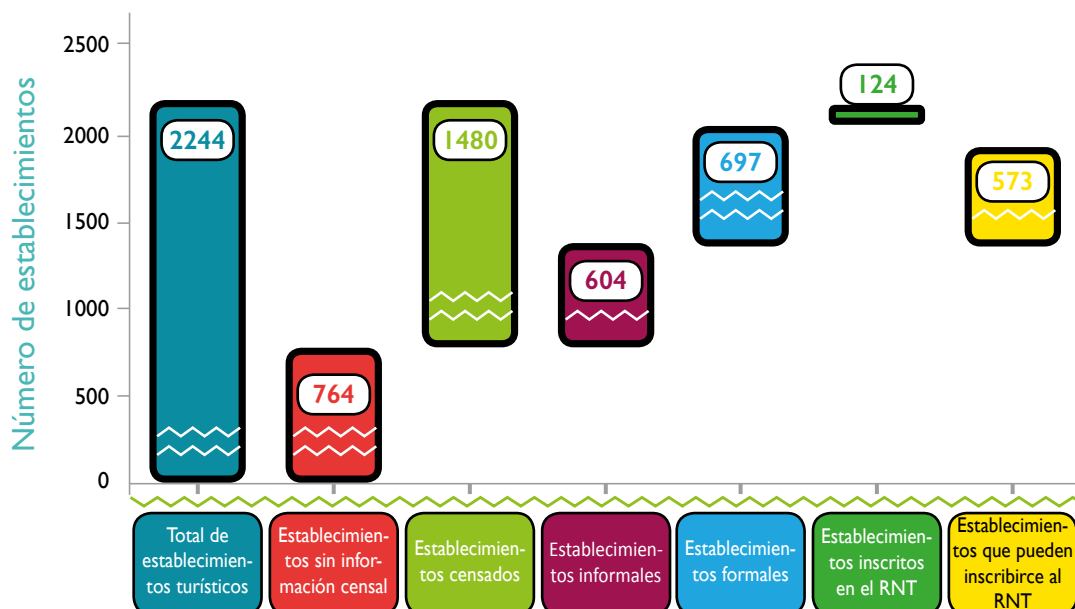 Número de establecimientos
2500
2000
1500
1000
500
0
2244
764
1480
604
697
124
573
Total de
establecimien-
tos turísticos
Establecimien-
tos sin infor-
mación censal
Establecimien-
tos censados
Establecimien-
tos informales
Establecimien-
tos formales
Establecimien-
tos inscritos
en el RNT
Establecimien-
tos que pueden
inscribirce al
RNT